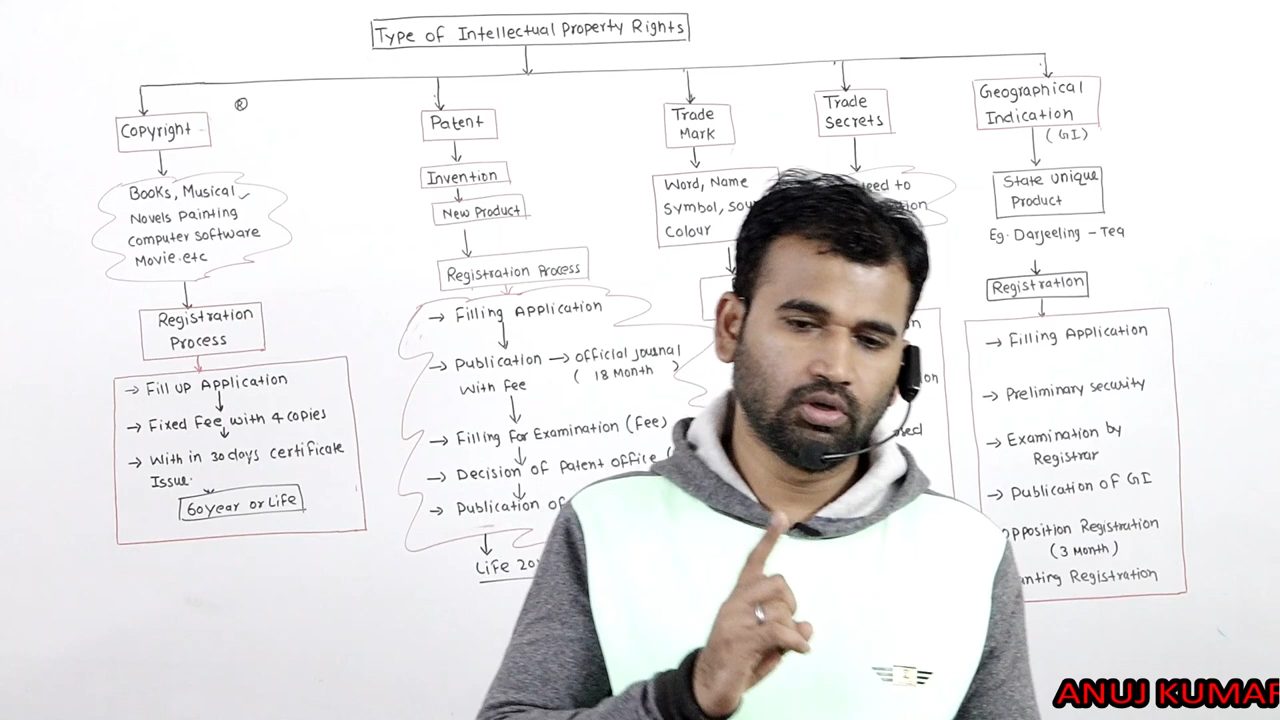 Type of Intellectual Property Rights
®
Copyright
Books, Musical
Novels Painting
Computer Software
Movie.etc
Registration
Process
→ Fill up Application
→ Fixed Fee with 4 copies
→ With in 30 days certificate
Issue.
60 year or Life
Patent
Invention
New Product
Registration Process
→ Filling Application
→ Publication → official journal
With Fee ( 18 Month )
→ Filling for Examination (Fee)
→ Decision of Patent office (
→ Publication of
Life
Trade
Mark
Word, Name
Symbol,
Colour
Trade
Secrets
to
Geographical
Indication
(GI)
State unique
Product
Eg. Darjeeling - Tea
Registration
→ Filling Application
→ Preliminary security
→ Examination by
Registrar
→ Publication of GI
Registration
(3 Month)
Registration
ANUJ KUMAR